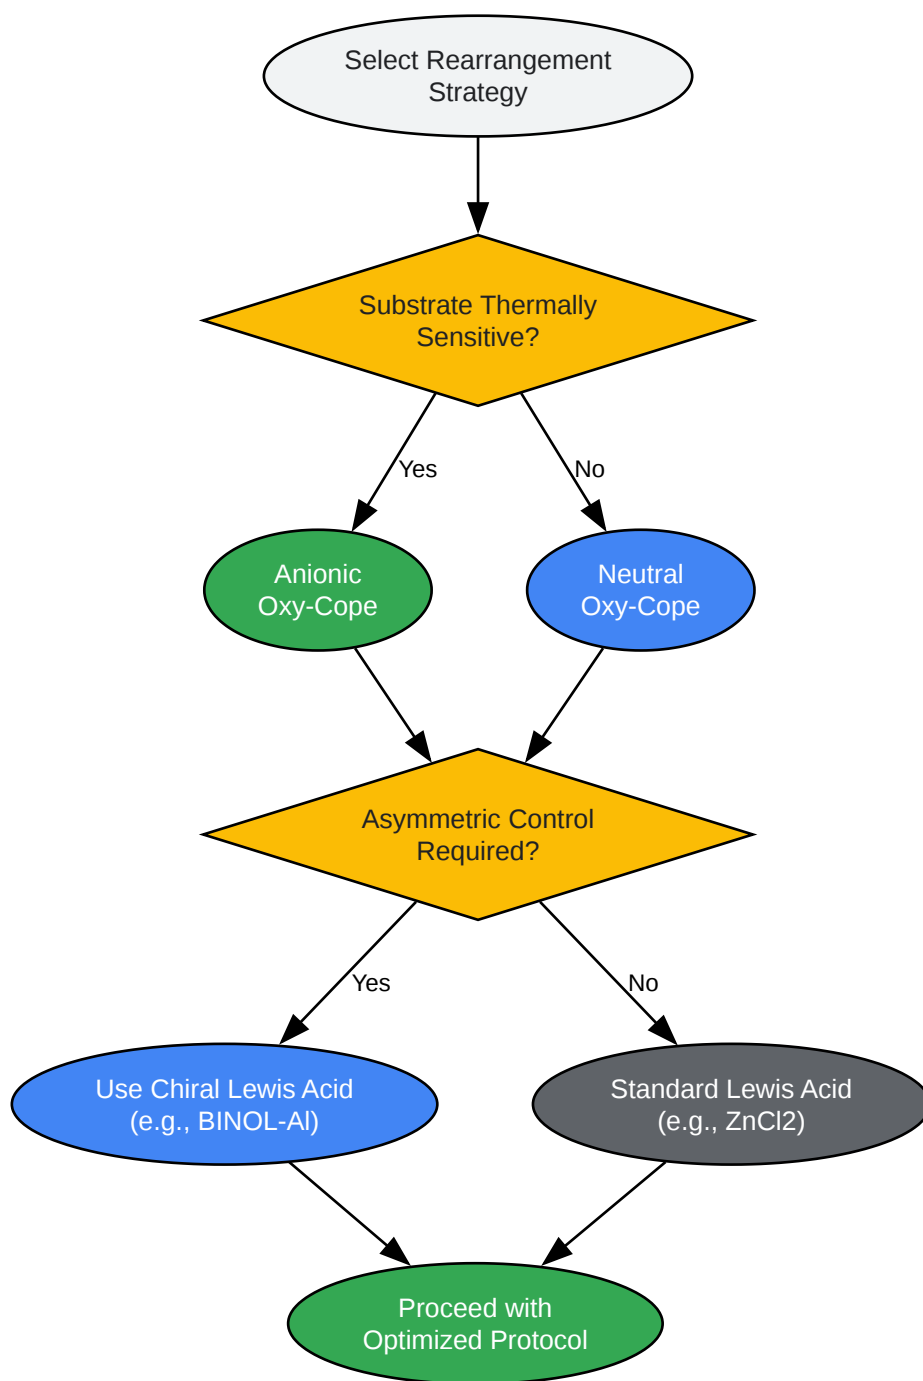 Select Rearrangement
Strategy
Substrate Thermally
Sensitive?
Yes
No
Anionic
Oxy-Cope
Neutral
Oxy-Cope
Asymmetric Control
Required?
Yes
No
Use Chiral Lewis Acid
(e.g., BINOL-Al)
Standard Lewis Acid
(e.g., ZnCl2)
Proceed with
Optimized Protocol